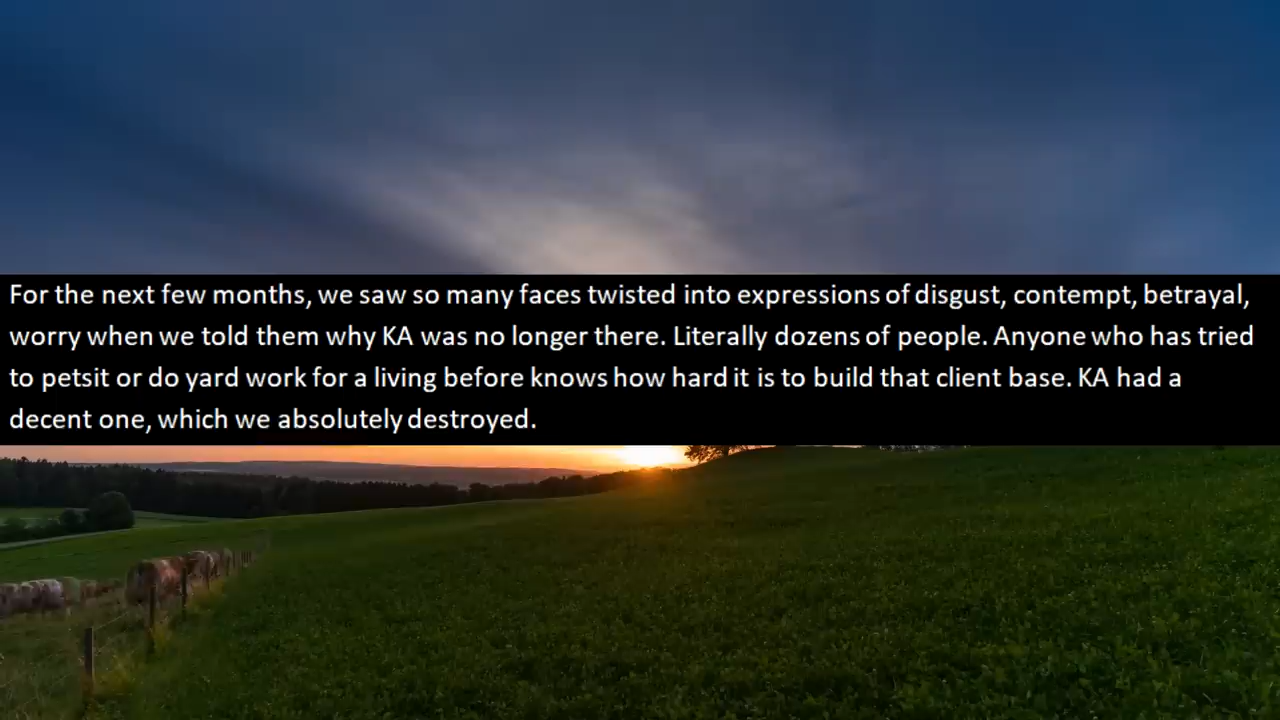 For the next few months, we saw so many faces twisted into expressions of disgust, contempt, betrayal,
worry when we told them why KA was no longer there. Literally dozens of people. Anyone who has tried
to petsit or do yard work for a living before knows how hard it is to build that client base. KA had a
decent one, which we absolutely destroyed.